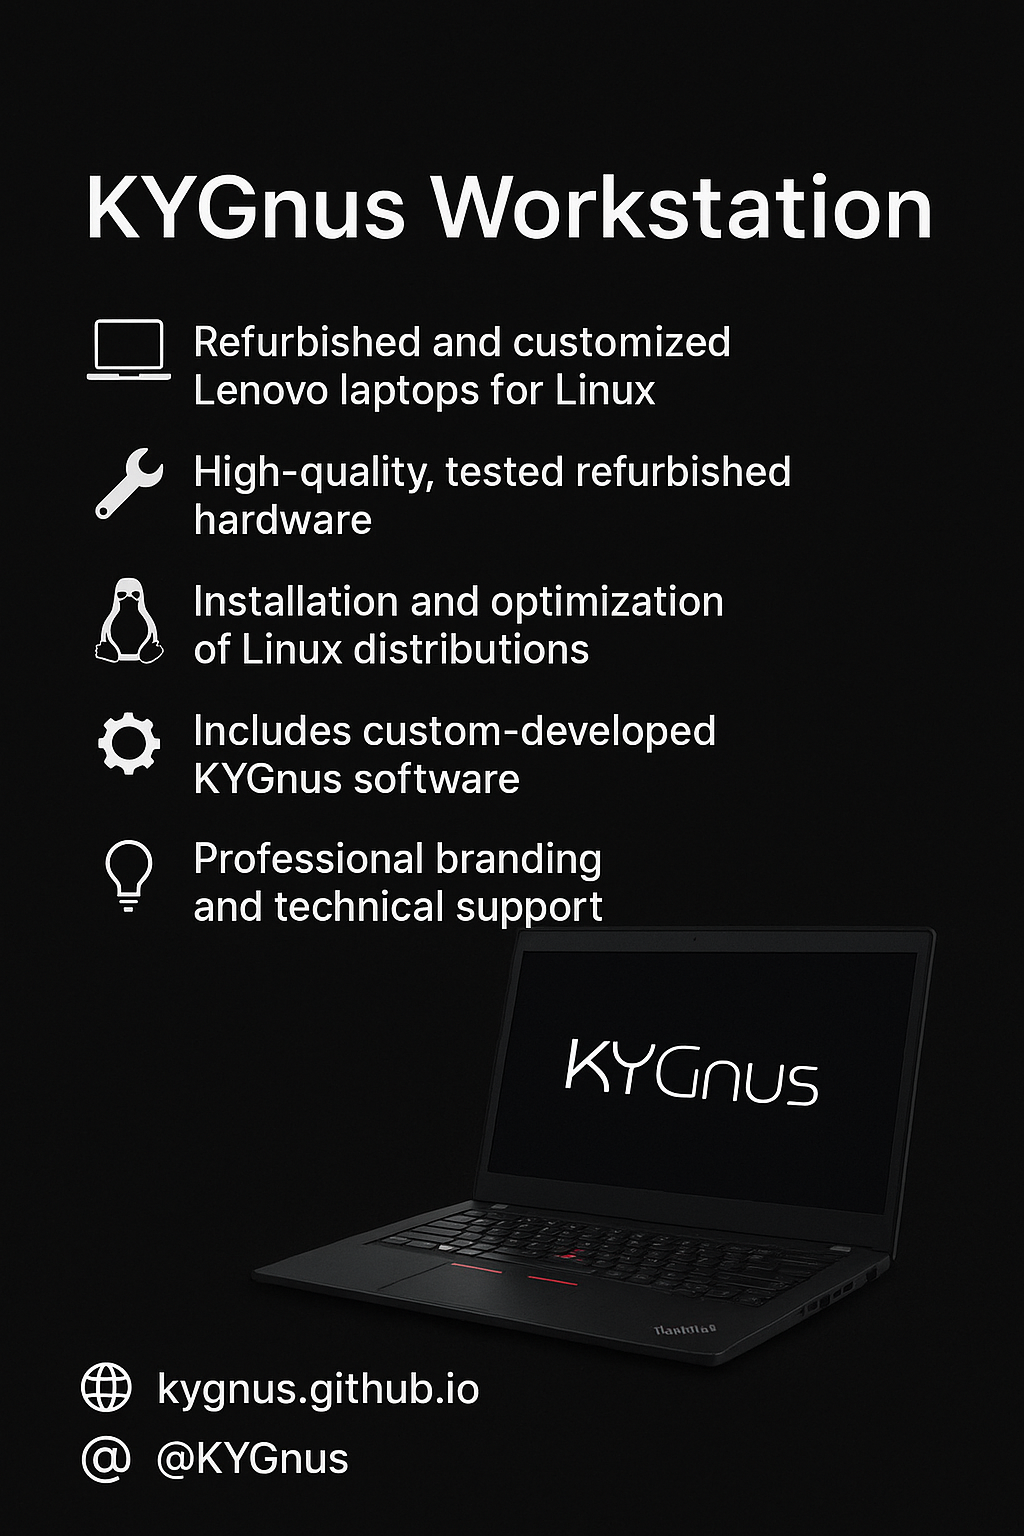 KYGnus Workstation
Refurbished and customized
Lenovo laptops for Linux
High-quality, tested refurbished
hardware
Installation and optimization
of Linux distributions
Includes custom-developed
KYGnus software
Professional branding
and technical support
KYGnus
kygnus.github.io
@KYGnus